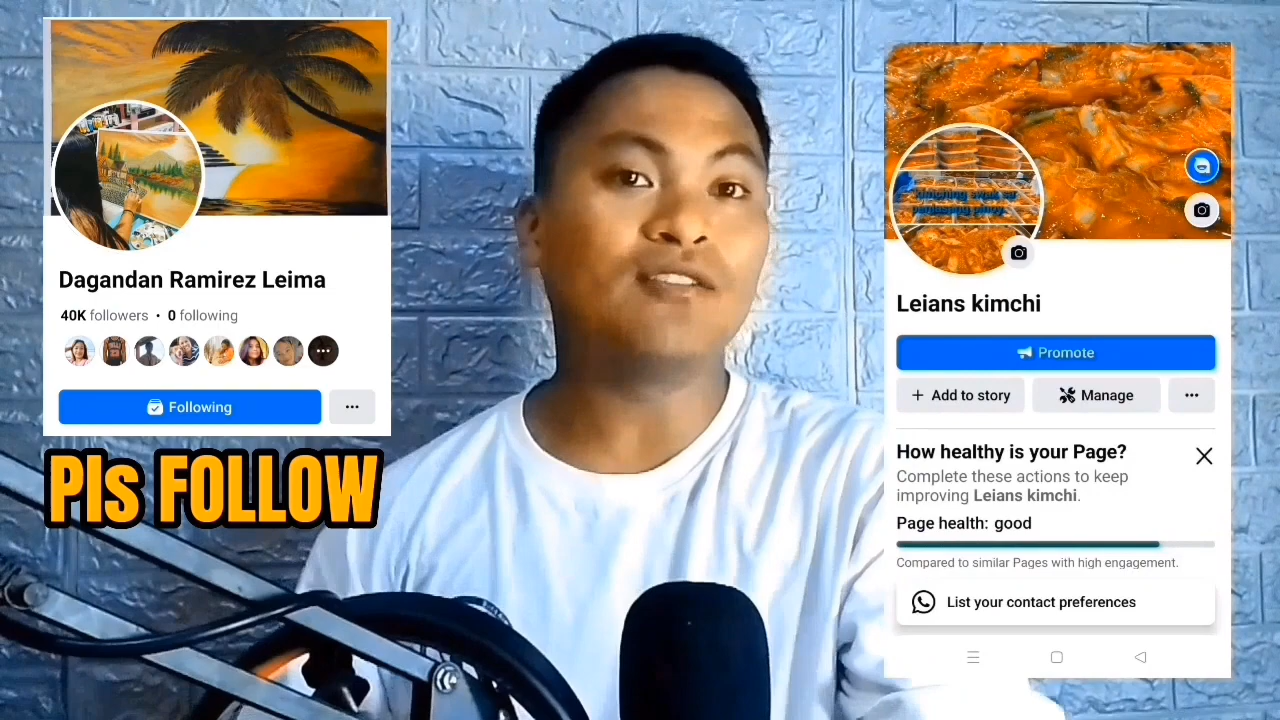 Dagandan Ramirez Leima
40K followers • 0 following
Following
Pls FOLLOW
Leians kimchi
Promote
+ Add to story
Manage
How healthy is your Page?
Complete these actions to keep
improving Leians kimchi.
Page health: good
Compared to similar Pages with high engagement.
List your contact preferences